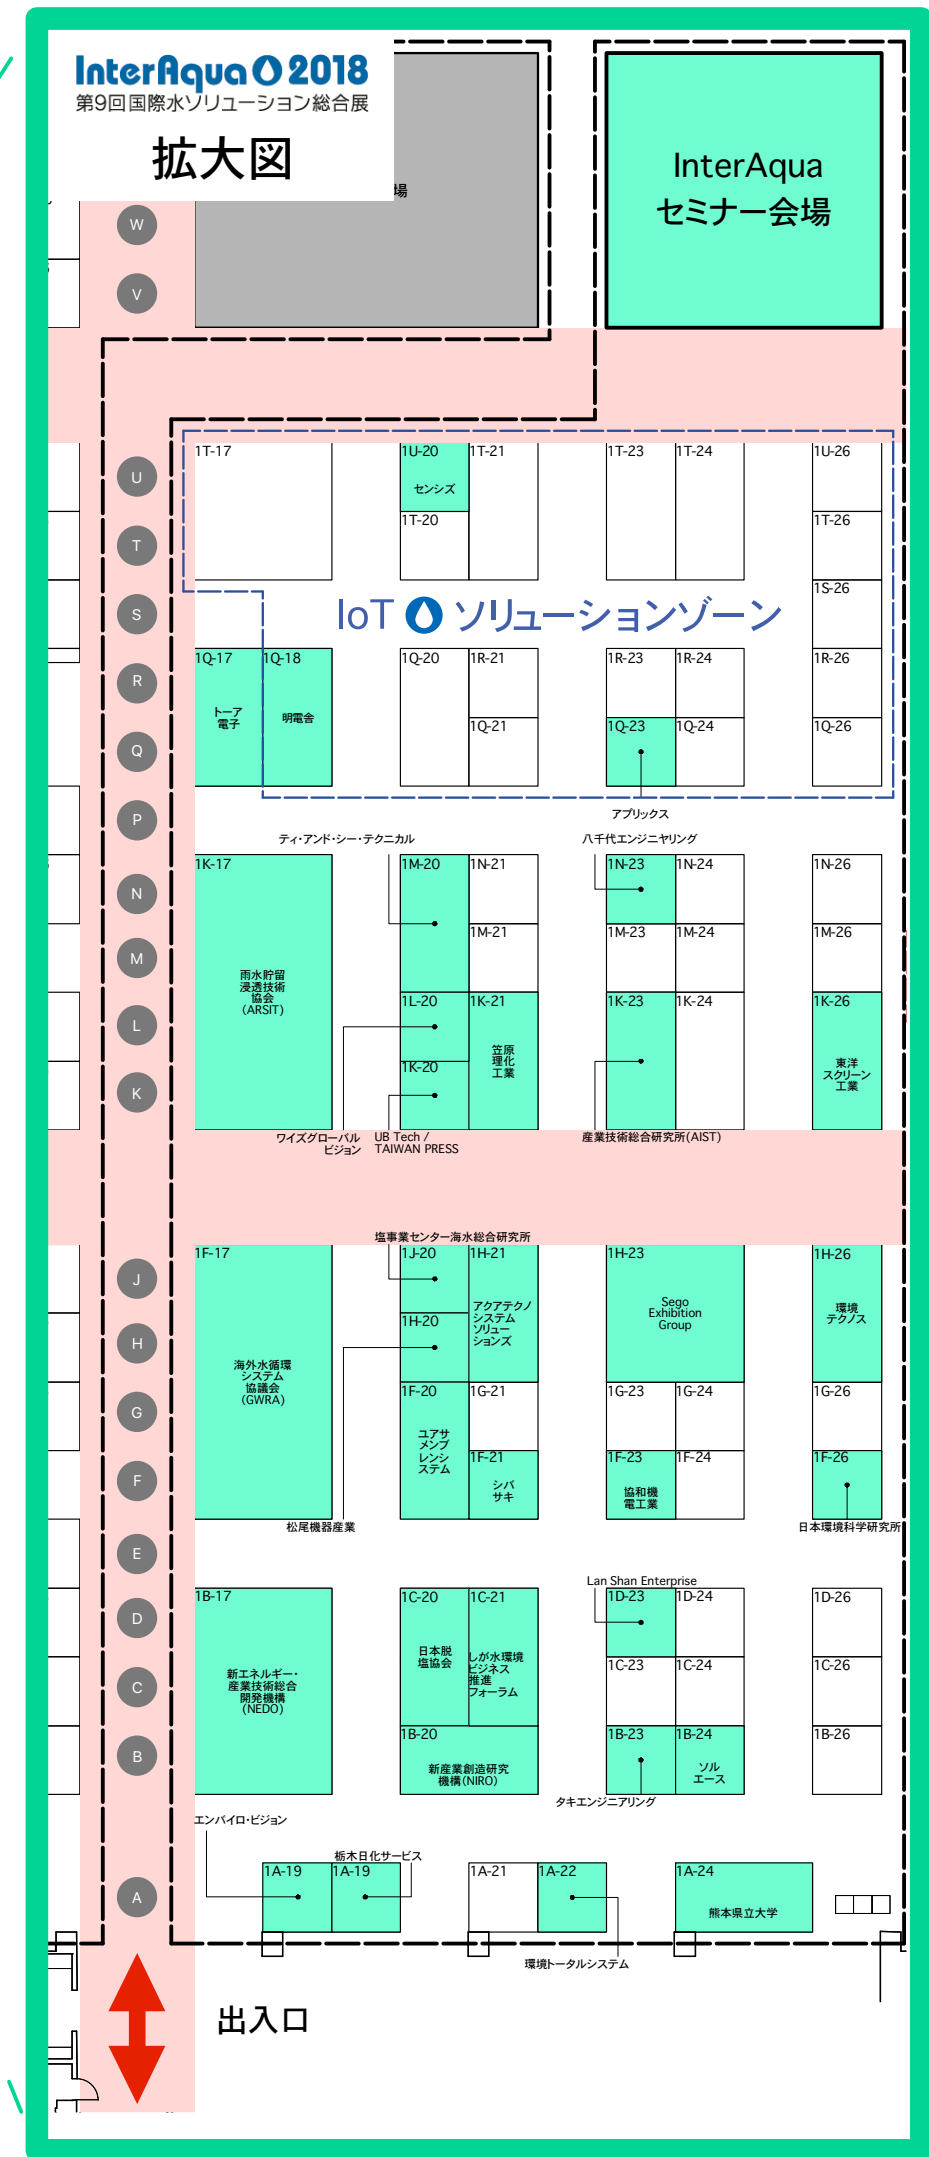 InterAqua 2018
第9回国際水ソリューション総合展
拡大図
場
InterAqua
セミナー会場
W
V
U
T
S
R
Q
P
N
M
L
K
J
H
G
F
E
D
C
B
A
1T-17
1U-20
センシズ
1T-21
1T-23
1T-24
1U-26
1T-20
1T-26
1S-26
IoT ソリューションゾーン
1Q-17
トーア
電子
1Q-18
明電舎
1Q-20
1R-21
1R-23
1R-24
1R-26
1Q-21
1Q-23
1Q-24
1Q-26
アプリックス
ティ・アンド・シー・テクニカル
八千代エンジニヤリング
1K-17
雨水貯留
浸透技術
協会
(ARSIT)
1M-20
1N-21
1N-23
1N-24
1N-26
1M-21
1M-23
1M-24
1M-26
1L-20
1K-21
笠原
理化
工業
1K-23
1K-24
1K-26
東洋
スクリーン
工業
1K-20
ワイズグローバル
ビジョン
UB Tech /
TAIWAN PRESS
産業技術総合研究所(AIST)
塩事業センター海水総合研究所
1F-17
海外水循環
システム
協議会
(GWRA)
1J-20
1H-21
アクアテクノ
システム
ソリュー
ションズ
1H-23
Sego
Exhibition
Group
1H-26
環境
テクノス
1H-20
1F-20
ユアサ
メンブ
レンシ
ステム
1G-21
1G-23
1G-24
1G-26
1F-21
シバ
サキ
1F-23
協和機
電工業
1F-24
1F-26
松尾機器産業
日本環境科学研究所
Lan Shan Enterprise
1B-17
新エネルギー・
産業技術総合
開発機構
(NEDO)
1C-20
日本脱
塩協会
1C-21
しが水環境
ビジネス
推進
フォーラム
1D-23
1D-24
1D-26
1C-23
1C-24
1C-26
1B-20
新産業創造研究
機構(NIRO)
1B-23
1B-24
ソル
エース
1B-26
タキエンジニアリング
エンバイロ・ビジョン
栃木日化サービス
1A-19
1A-19
1A-21
1A-22
1A-24
熊本県立大学
環境トータルシステム
出入口